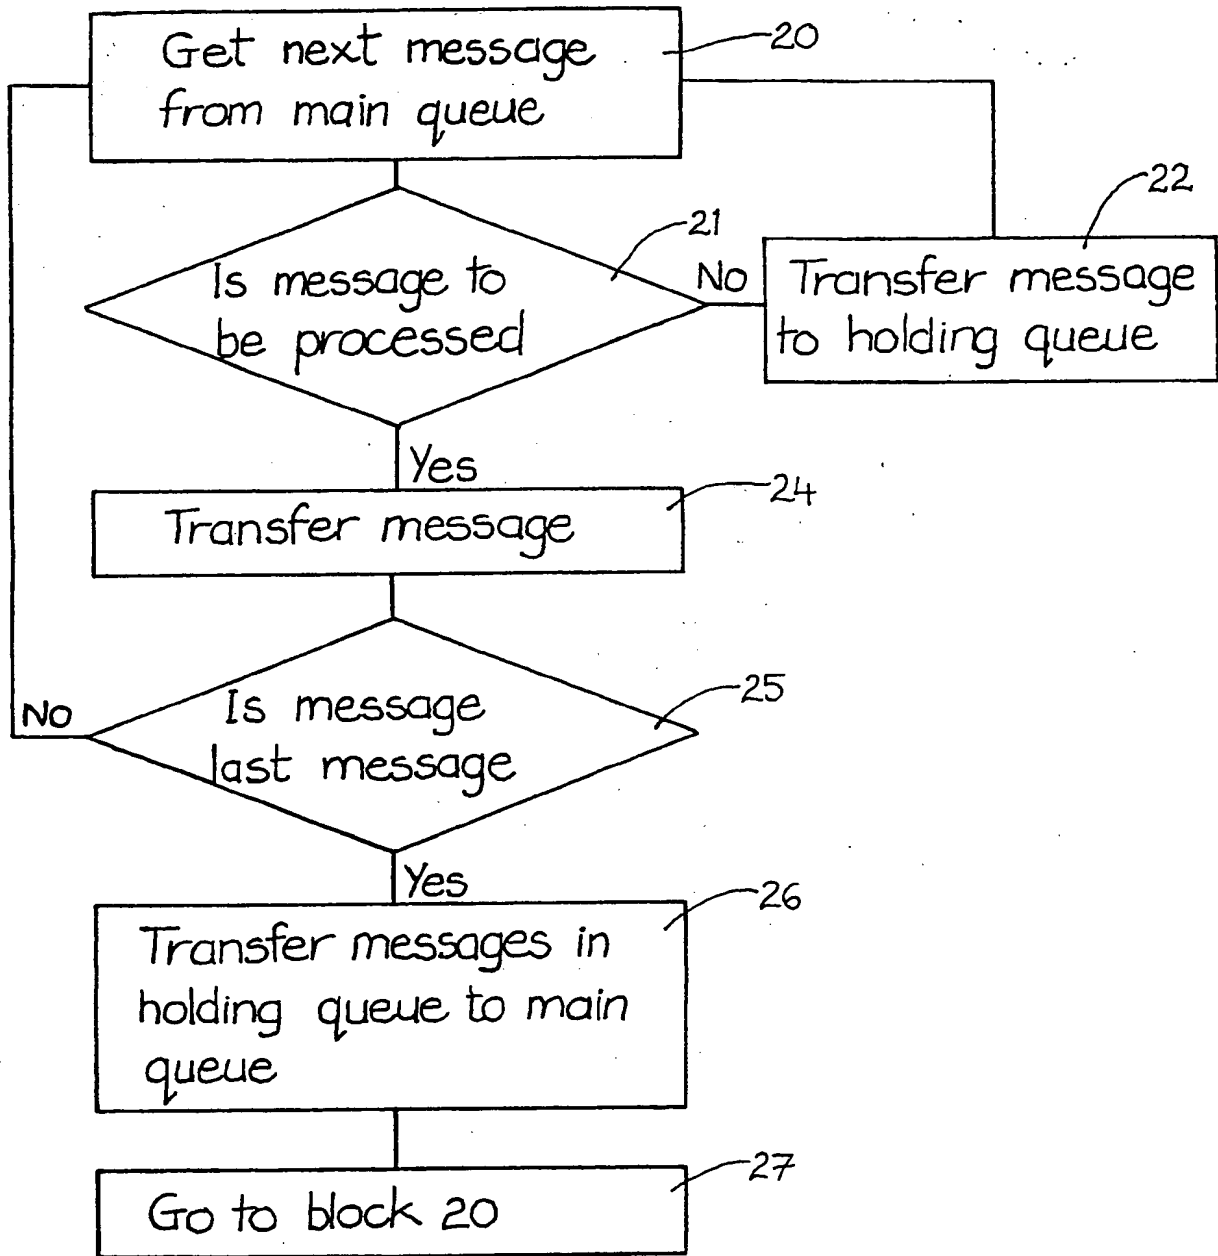 Get next message
from main queue
20
Is message to
be processed
21
No
Transfer message
to holding queue
22
Yes
Transfer message
24
Is message
last message
25
No
Yes
Transfer messages in
holding queue to main
queue
26
Go to block 20
27